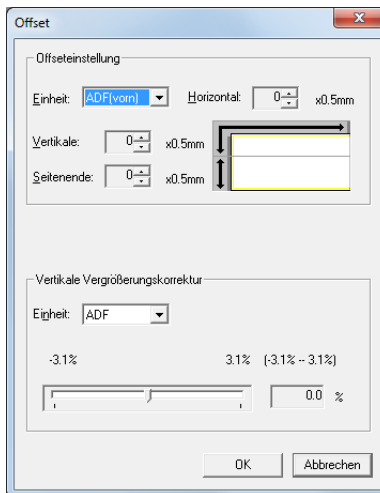 Offset
Offseteinstellung
Einheit: ADF(vorn) Horizontal: 0 x0.5mm
Vertikale: 0 x0.5mm
Seitenende: 0 x0.5mm
Vertikale Vergrößerungskorrektur
Einheit: ADF
-3.1% 3.1% (-3.1% -- 3.1%)
0.0 %
OK Abbrechen